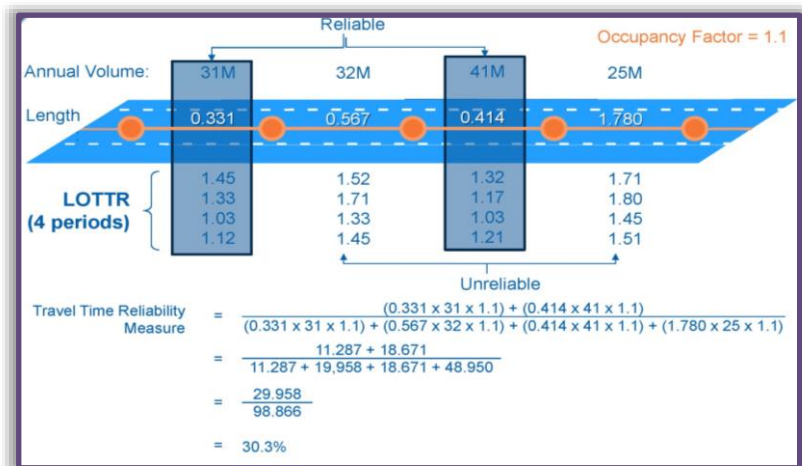 Reliable
Occupancy Factor = 1.1
Annual Volume: 31M 32M 41M 25M
Length 0.331 0.567 0.414 1.780
LOTTR
(4 periods)
1.45 1.52 1.32 1.71
1.33 1.71 1.17 1.80
1.03 1.33 1.03 1.45
1.12 1.45 1.21 1.51
Unreliable
Travel Time Reliability
Measure
= (0.331 x 31 x 1.1) + (0.414 x 41 x 1.1)
(0.331 x 31 x 1.1) + (0.567 x 32 x 1.1) + (0.414 x 41 x 1.1) + (1.780 x 25 x 1.1)
= 11.287 + 18.671
11.287 + 19,958 + 18.671 + 48.950
= 29.958
98.866
= 30.3%